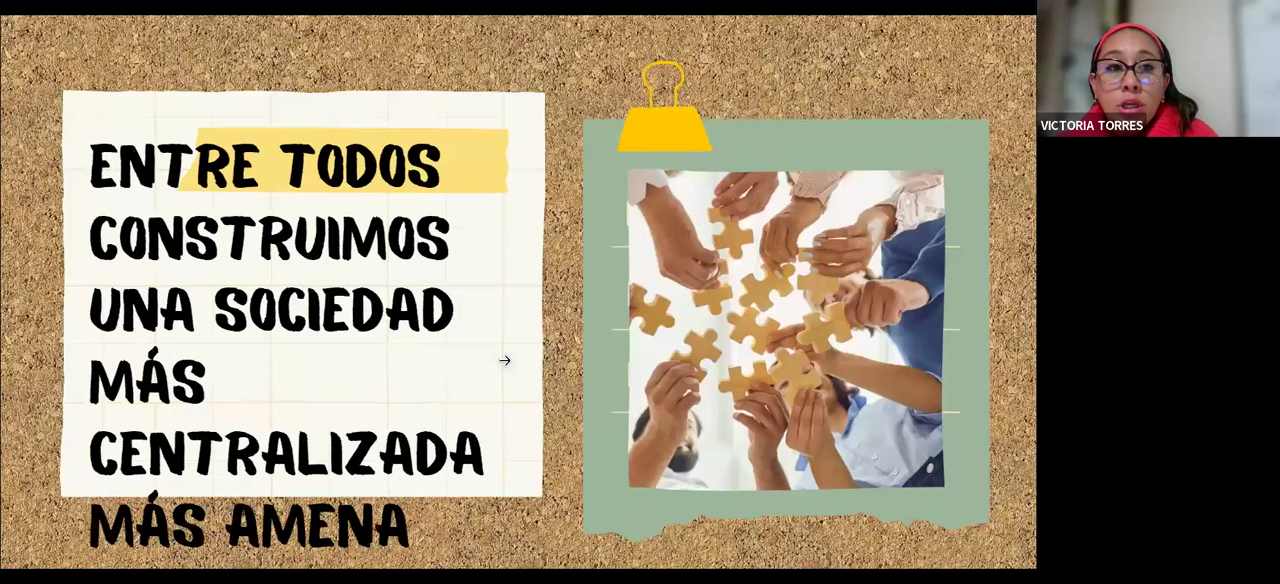 ENTRE TODOS
CONSTRUIMOS
UNA SOCIEDAD
MÁS
CENTRALIZADA
MÁS AMENA
VICTORIA TORRES